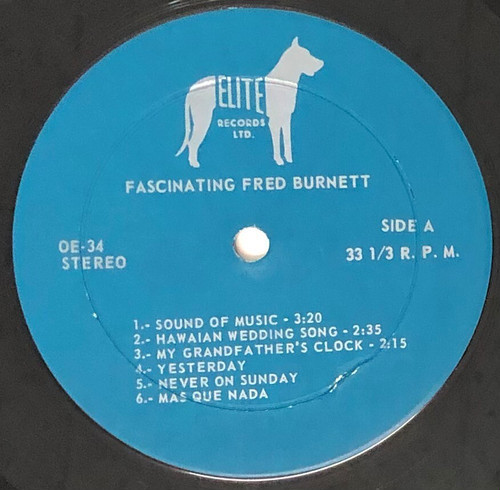 ELITE
RECORDS
LTD.
FASCINATING FRED BURNETT
SIDE A
OE-34
33 1/3 R. P. M.
STEREO
1.- SOUND OF MUSIC - 3:20
2.- HAWAIAN WEDDING SONG - 2:35
3.- MY GRANDFATHER'S CLOCK - 2:15
4.- YESTERDAY
5.- NEVER ON SUNDAY
6.- MAS QUE NADA